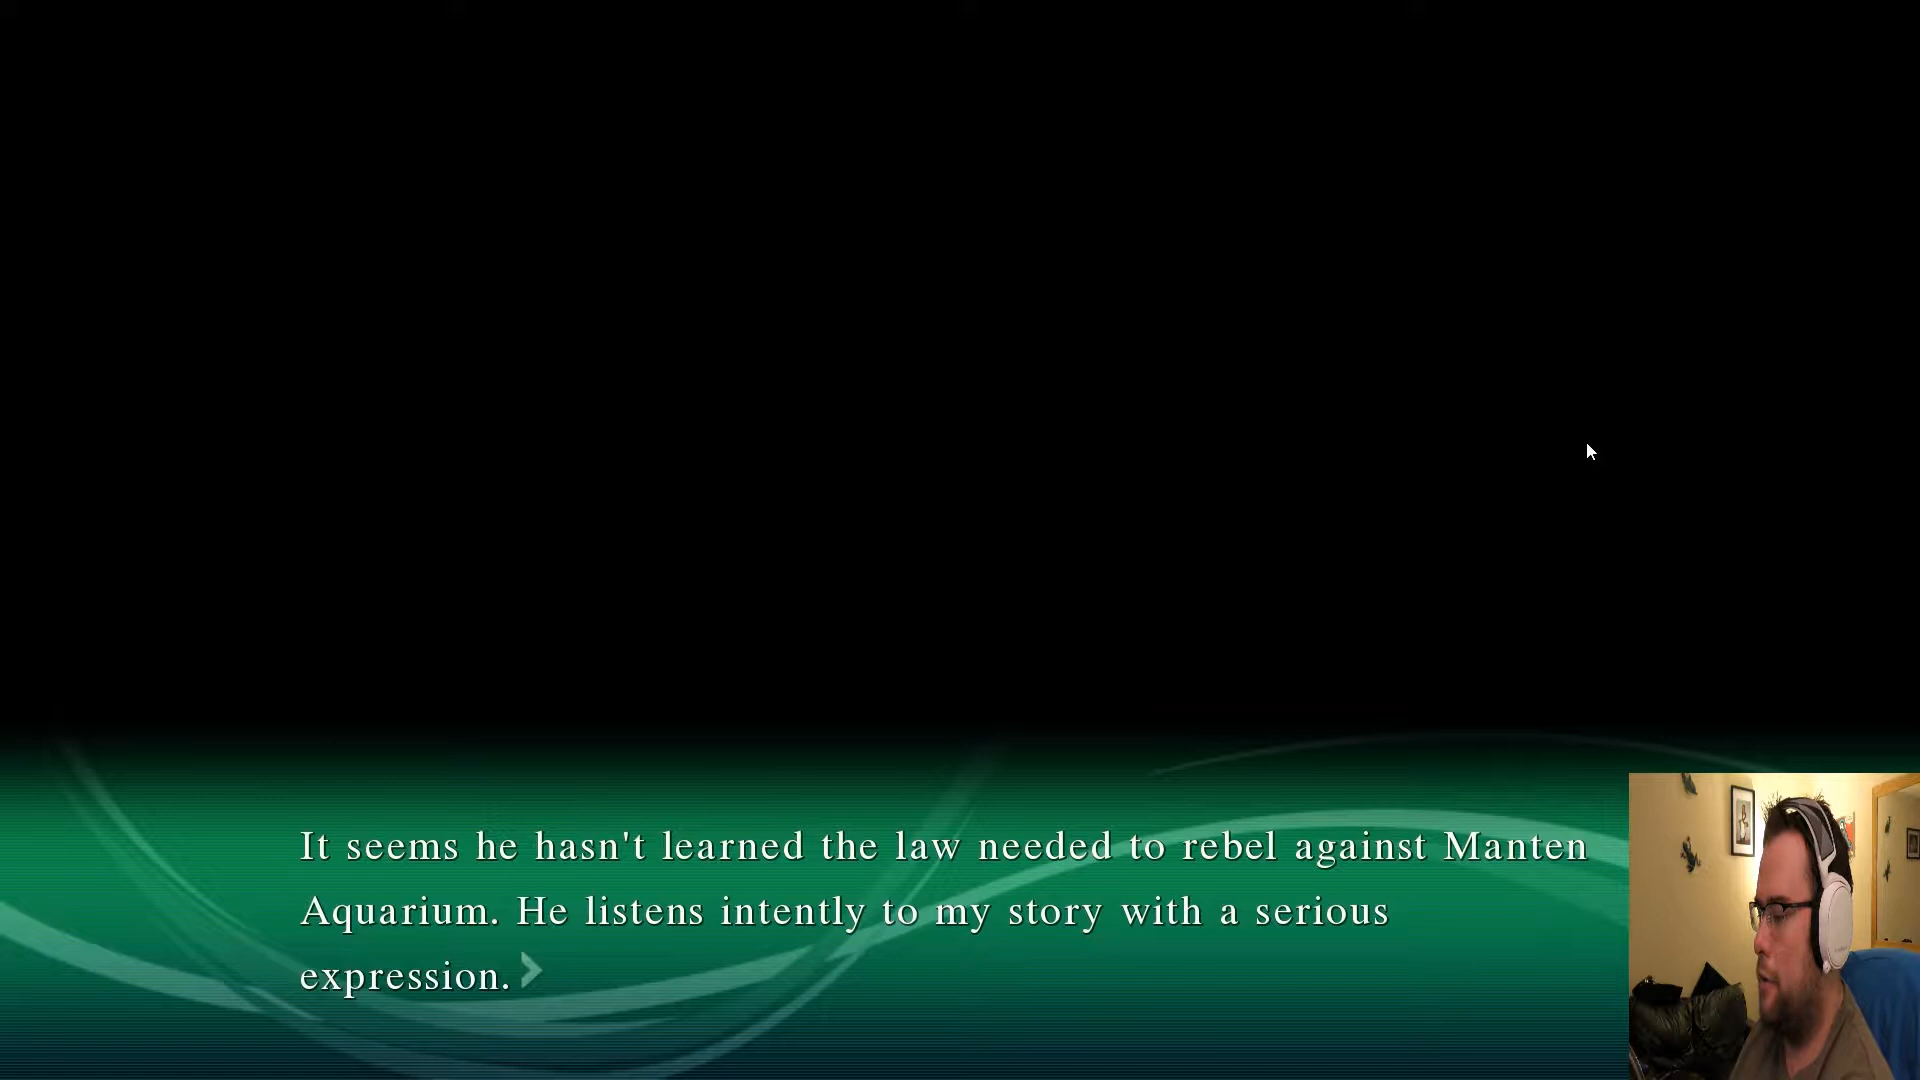 It seems he hasn't learned the law needed to rebel against Manten
Aquarium. He listens intently to my story with a serious
expression.